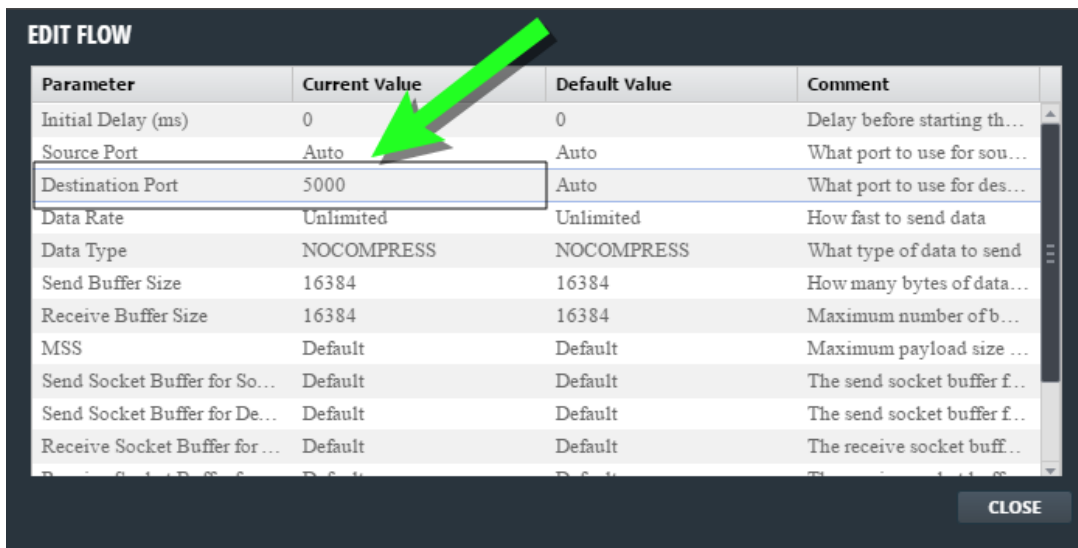 EDIT FLOW
Parameter Current Value Default Value Comment
Initial Delay (ms) 0 0 Delay before starting th...
Source Port Auto Auto What port to use for sou...
Destination Port 5000 Auto What port to use for des...
Data Rate Unlimited Unlimited How fast to send data
Data Type NOCOMPRESS NOCOMPRESS What type of data to send
Send Buffer Size 16384 16384 How many bytes of data...
Receive Buffer Size 16384 16384 Maximum number of b...
MSS Default Default Maximum payload size ...
Send Socket Buffer for So... Default Default The send socket buffer f...
Send Socket Buffer for De... Default Default The send socket buffer f...
Receive Socket Buffer for ... Default Default The receive socket buff...
CLOSE